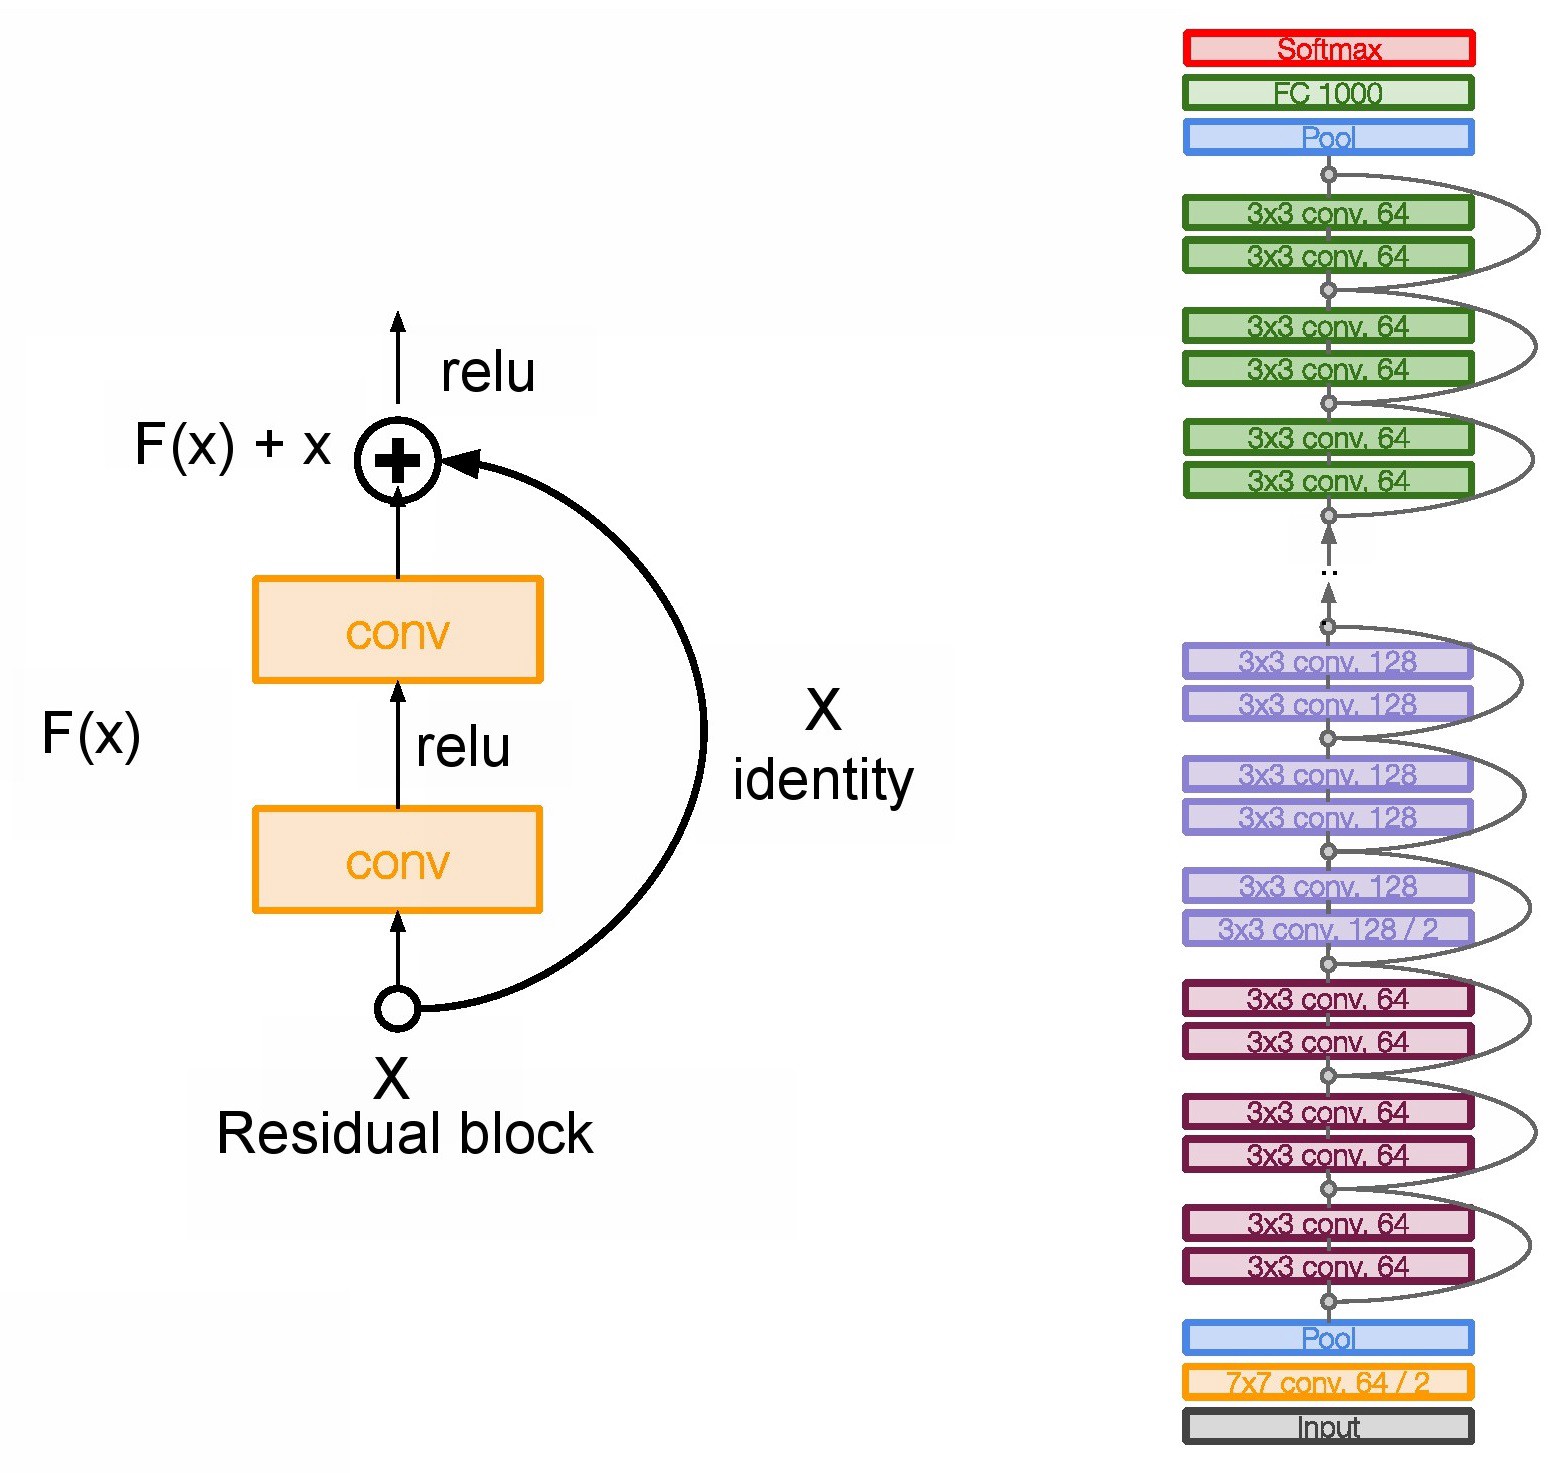 relu
F(x) + x
conv
F(x)
relu
X
identity
conv
X
Residual block
Softmax
FC 1000
Pool
3x3 conv, 64
3x3 conv, 64
3x3 conv, 64
3x3 conv, 64
3x3 conv, 64
3x3 conv, 64
..
3x3 conv, 128
3x3 conv, 128
3x3 conv, 128
3x3 conv, 128
3x3 conv, 128
3x3 conv, 128 / 2
3x3 conv, 64
3x3 conv, 64
3x3 conv, 64
3x3 conv, 64
3x3 conv, 64
3x3 conv, 64
Pool
7x7 conv, 64 / 2
Input